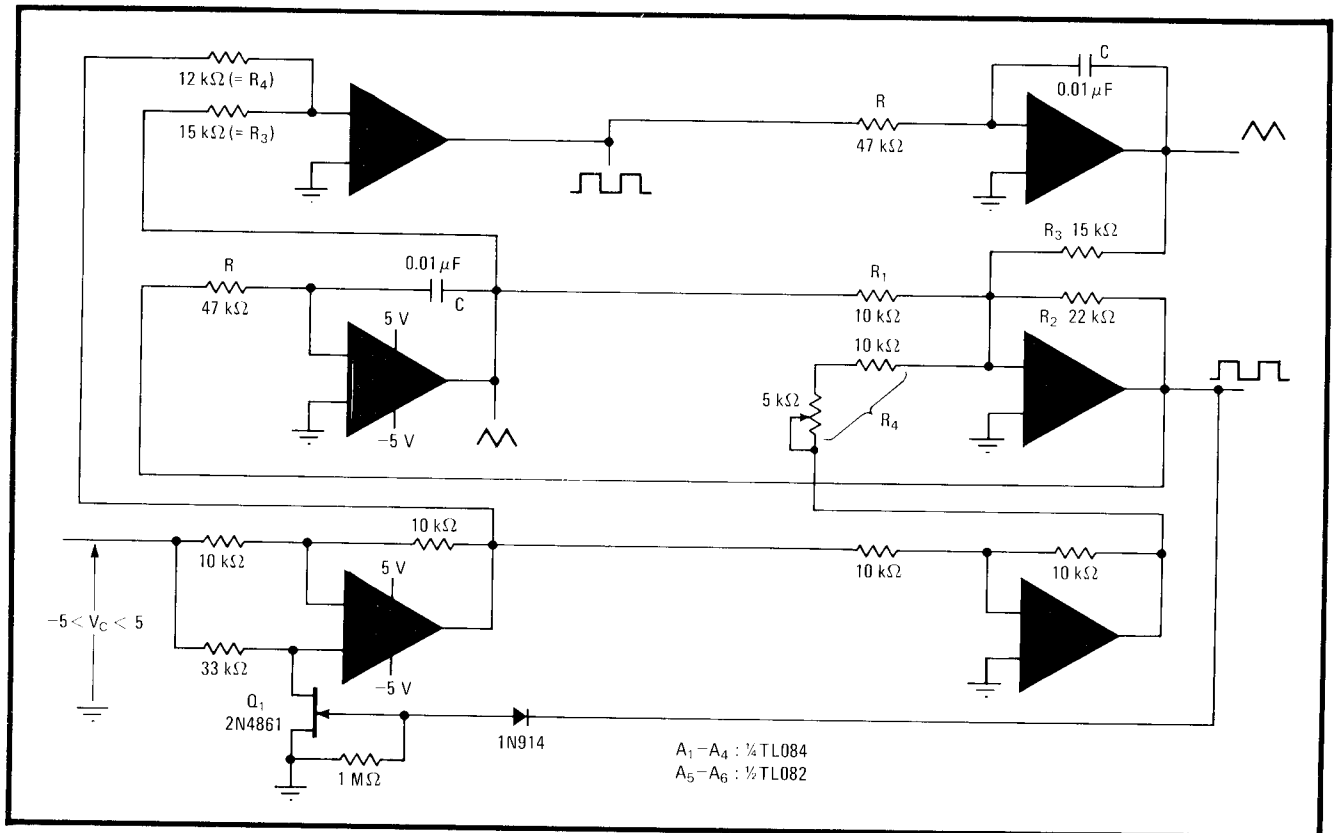 12 kΩ (= R4)
15 kΩ (= R3)
R
47 kΩ
C
0.01 μF
R3 15 kΩ
R
47 kΩ
0.01 μF
C
5 V
−5 V
R1
10 kΩ
R2 22 kΩ
10 kΩ
5 kΩ
R4
10 kΩ
10 kΩ
5 V
−5 V
10 kΩ
10 kΩ
−5 < VC < 5
33 kΩ
Q1
2N4861
1 MΩ
1N914
A1−A4 : ¼ TL084
A5−A6 : ½ TL082